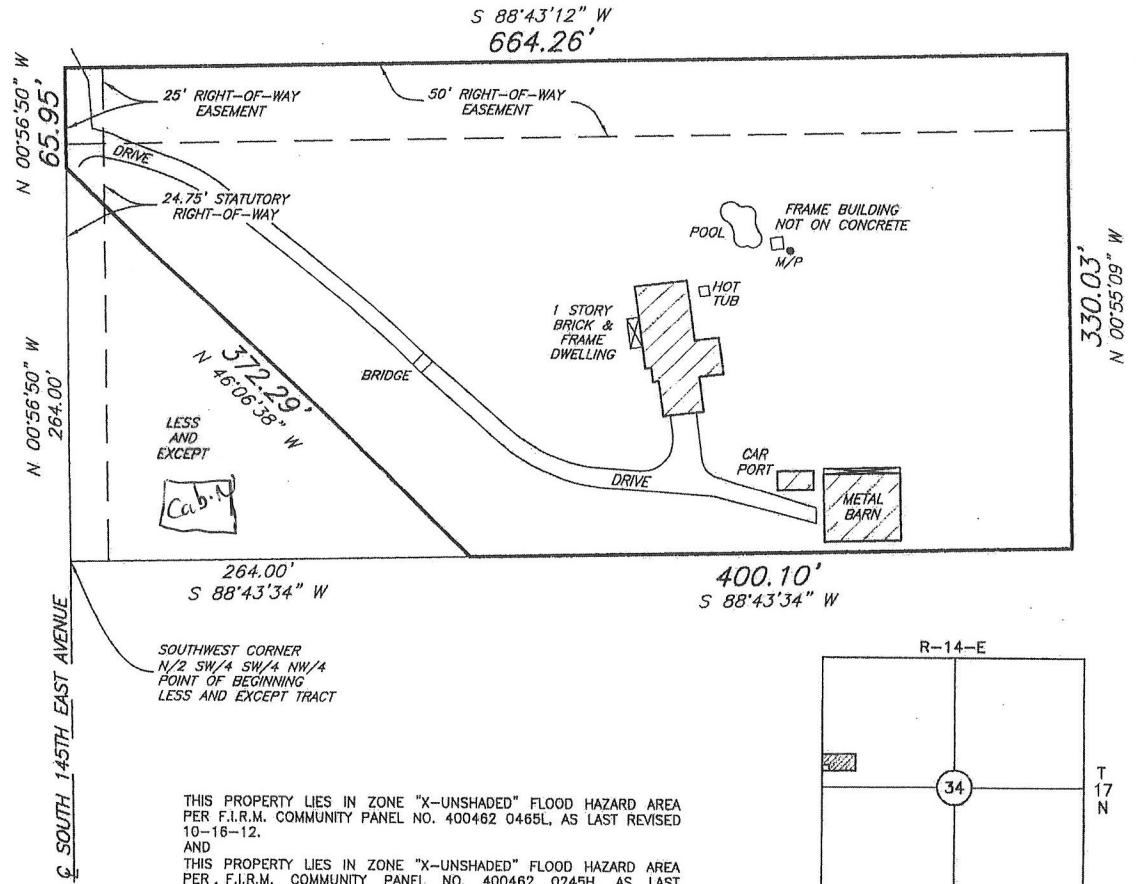 S 88°43'12" W
664.26'
N 00°56'50" W
65.95'
25' RIGHT-OF-WAY
EASEMENT
50' RIGHT-OF-WAY
EASEMENT
DRIVE
24.75' STATUTORY
RIGHT-OF-WAY
POOL
FRAME BUILDING
NOT ON CONCRETE
M/P
HOT
TUB
1 STORY
BRICK &
FRAME
DWELLING
330.03'
N 00°55'09" W
N 00°56'50" W
264.00'
372.29'
N 46°06'38" W
BRIDGE
LESS
AND
EXCEPT
Cab·N
DRIVE
CAR
PORT
METAL
BARN
264.00'
S 88°43'34" W
400.10'
S 88°43'34" W
SOUTHWEST CORNER
N/2 SW/4 SW/4 NW/4
POINT OF BEGINNING
LESS AND EXCEPT TRACT
℄ SOUTH 145TH EAST AVENUE
R-14-E
34
T
17
N
THIS PROPERTY LIES IN ZONE "X-UNSHADED" FLOOD HAZARD AREA
PER F.I.R.M. COMMUNITY PANEL NO. 400462 0465L, AS LAST REVISED
10-16-12.
AND
THIS PROPERTY LIES IN ZONE "X-UNSHADED" FLOOD HAZARD AREA
PER F.I.R.M. COMMUNITY PANEL NO. 400462 0245H, AS LAST